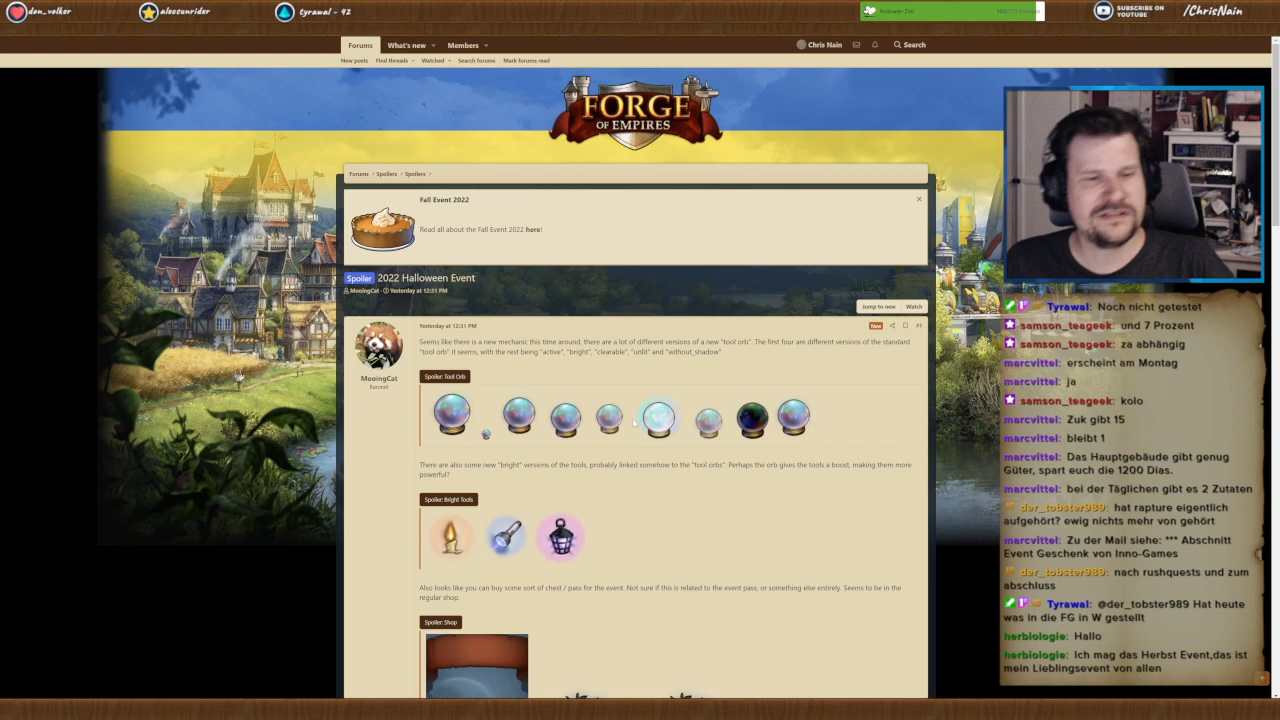 don_volker
aleosunrider
tyrawal - 42
Follower-Ziel
SUBSCRIBE ON
YOUTUBE
/ChrisNain
Forums
What's new
Members
Chris Nain
Search
New posts
Find threads
Watched
Search forums
Mark forums read
FORGE
OF EMPIRES
Forums
Spoilers
Spoilers
Fall Event 2022
Read all about the Fall Event 2022 here!
Spoiler 2022 Halloween Event
MooingCat · Yesterday at 12:31 PM
Jump to new
Watch
Yesterday at 12:31 PM
New
#1
MooingCat
Baronet
Seems like there is a new mechanic this time around, there are a lot of different versions of a new "tool orb". The first four are different versions of the standard
"tool orb" it seems, with the rest being "active", "bright", "clearable", "unlit" and "without_shadow".
Spoiler: Tool Orb
There are also some new "bright" versions of the tools, probably linked somehow to the "tool orbs". Perhaps the orb gives the tools a boost, making them more
powerful?
Spoiler: Bright Tools
Also looks like you can buy some sort of chest / pass for the event. Not sure if this is related to the event pass, or something else entirely. Seems to be in the
regular shop.
Spoiler: Shop
Tyrawal: Noch nicht getestet
samson_teageek: und 7 Prozent
samson_teageek: za abhängig
marcvittel: erscheint am Montag
marcvittel: ja
samson_teageek: kolo
marcvittel: Zuk gibt 15
marcvittel: bleibt 1
marcvittel: Das Hauptgebäude gibt genug
Güter, spart euch die 1200 Dias.
marcvittel: bei der Täglichen gibt es 2 Zutaten
der_tobster989: hat rapture eigentlich
aufgehört? ewig nichts mehr von gehört
marcvittel: Zu der Mail siehe: *** Abschnitt
Event Geschenk von Inno-Games
der_tobster989: nach rushquests und zum
abschluss
Tyrawal: @der_tobster989 Hat heute
was in die FG in W gestellt
herbiologie: Hallo
herbiologie: Ich mag das Herbst Event,das ist
mein Lieblingsevent von allen